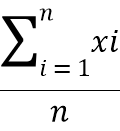 ∑ n i = 1 xi
n